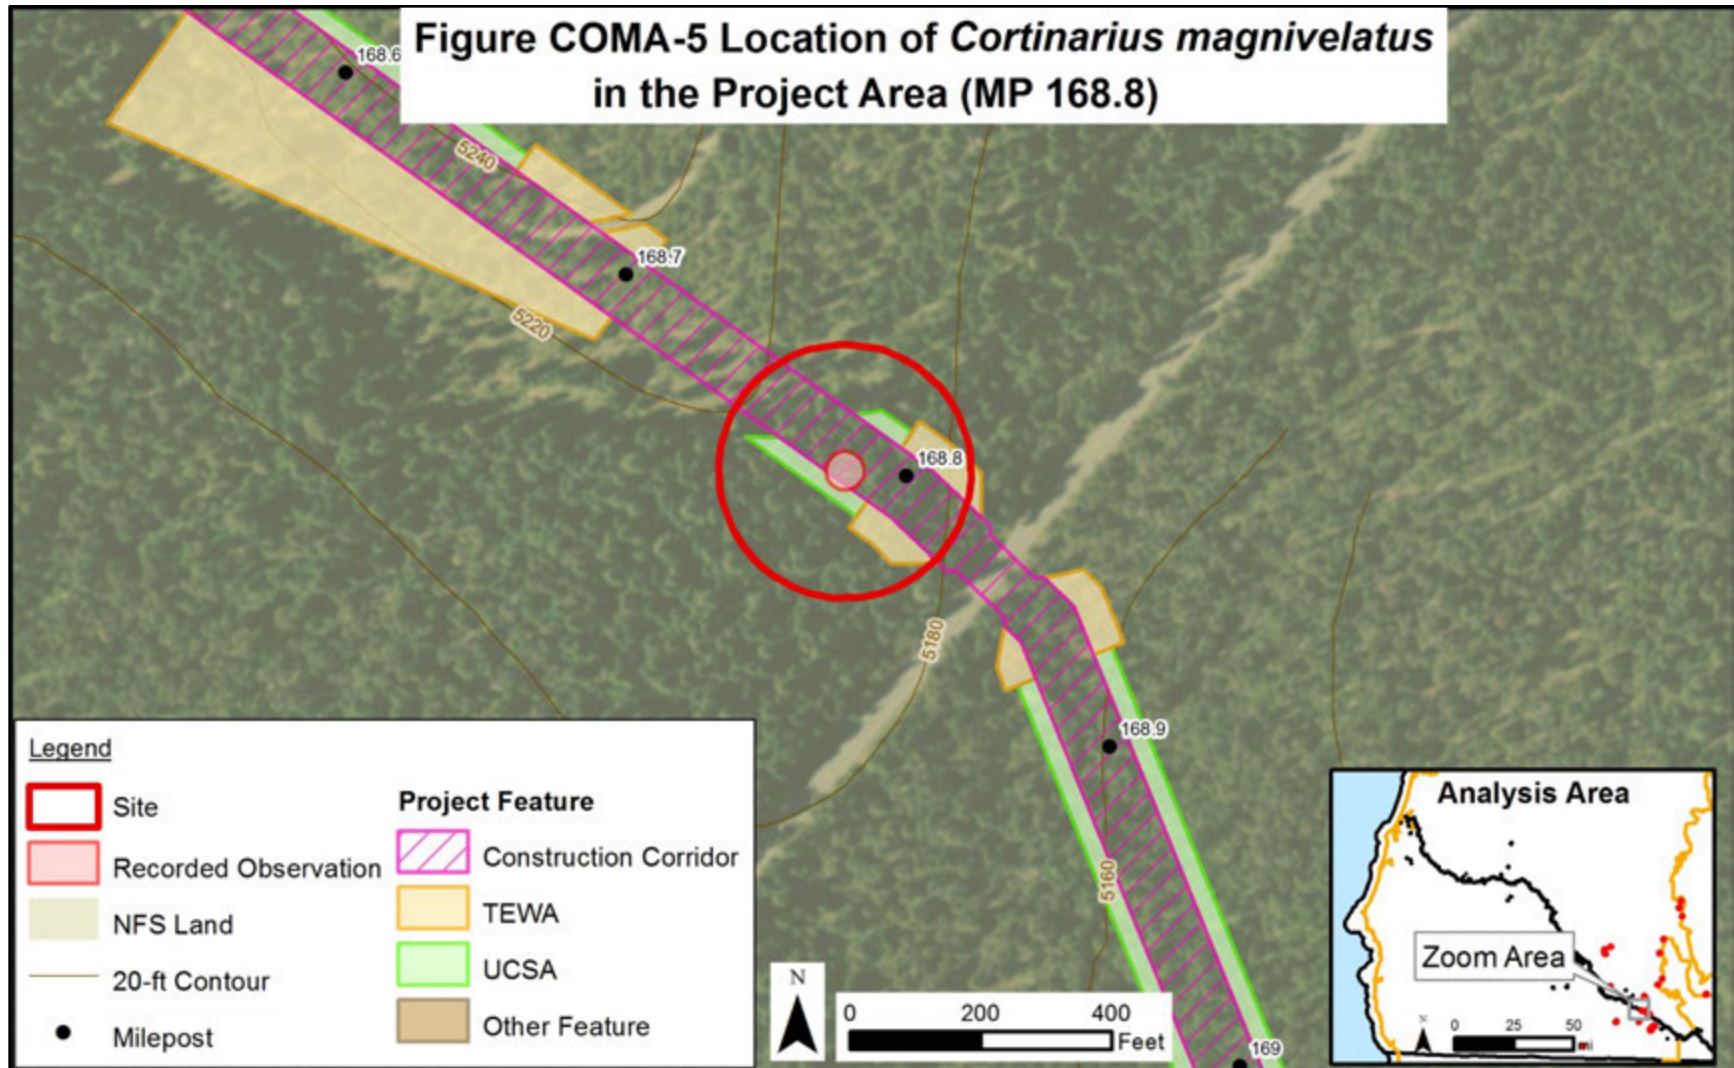 Figure COMA-5 Location of Cortinarius magnivelatus
in the Project Area (MP 168.8)
168.6
5240
168.7
5220
168.8
5180
168.9
5160
169
Legend
Site
Recorded Observation
NFS Land
20-ft Contour
Milepost
Project Feature
Construction Corridor
TEWA
UCSA
Other Feature
N
0 200 400
Feet
Analysis Area
Zoom Area
N
0 25 50
mi